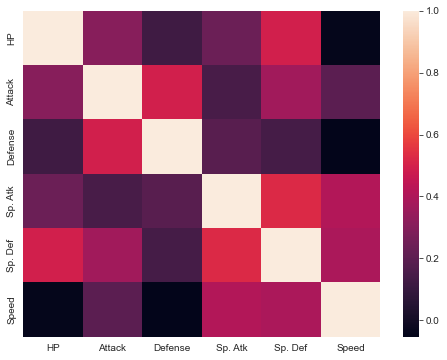 HP
Attack
Defense
Sp. Atk
Sp. Def
Speed
HP Attack Defense Sp. Atk Sp. Def Speed
1.0
0.8
0.6
0.4
0.2
0.0